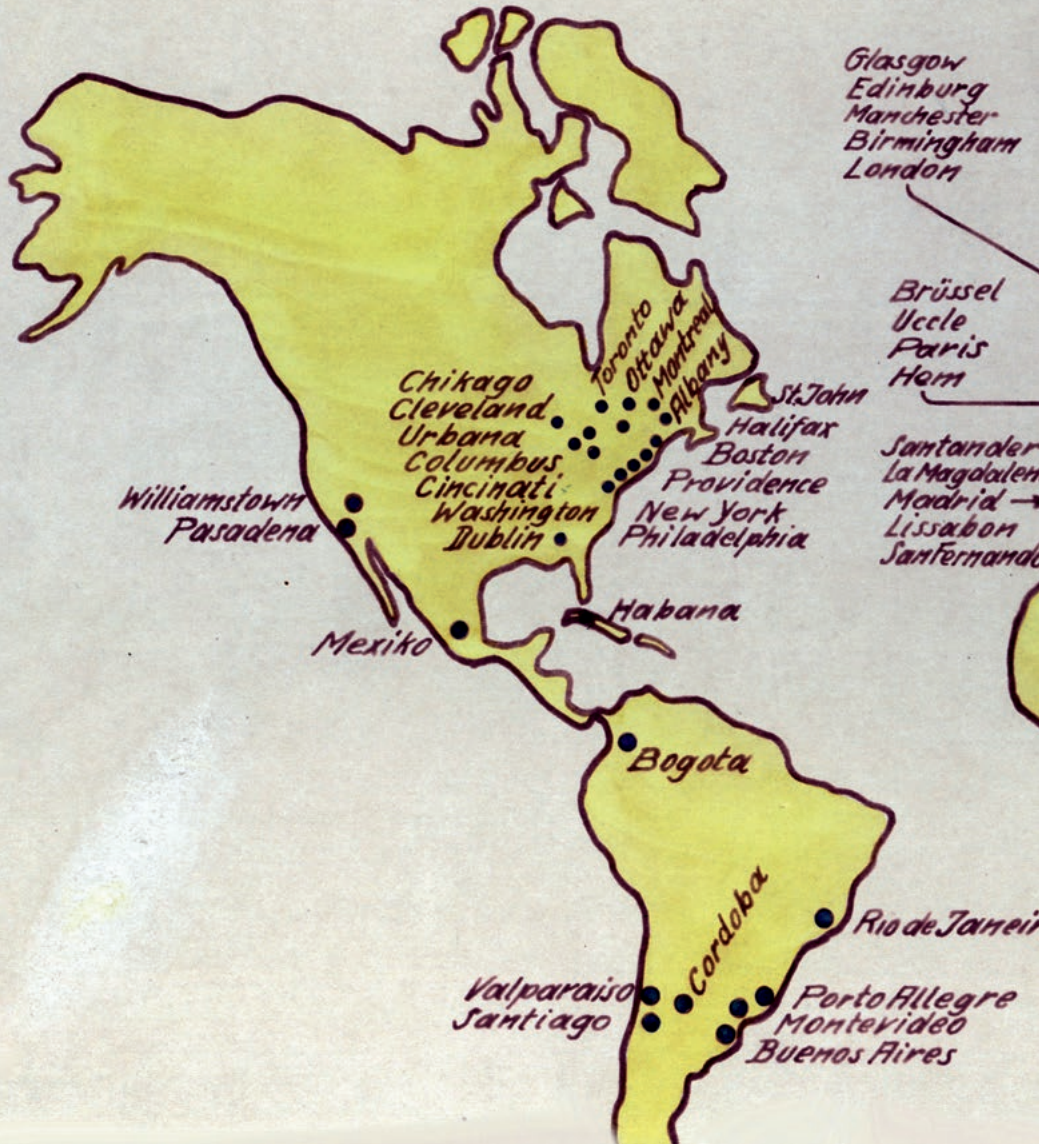 Glasgow
Edinburg
Manchester
Birmingham
London
Brüssel
Uccle
Paris
Hem
Santander
La Magdalen
Madrid →
Lissabon
San Fernando
Toronto
Ottawa
Montreal
Albany
Chikago
Cleveland
Urbana
Columbus
Cincinati
Washington
Dublin
St. John
Halifax
Boston
Providence
New York
Philadelphia
Williamstown
Pasadena
Mexiko
Habana
Bogota
Cordoba
Rio de Janeir
Valparaiso
Santiago
Porto Allegre
Montevideo
Buenos Aires